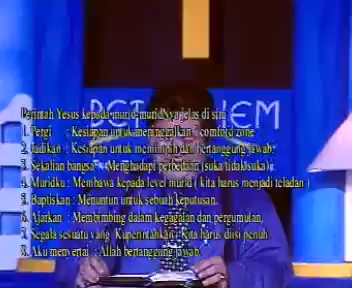 BET HEM
Perintah Yesus kepada murid-muridNya jelas di sini
1. Pergi : Kesiapan untuk meninggalkan "comford zone"
2. Jadikan : Kesiapan untuk memimpin dan bertanggung jawab.
3. Sekalian bangsa : Menghadapi perbedaan (suka/tidak suka)
4. Muridku : Membawa kepada level murid ( kita harus menjadi teladan )
5. Baptiskan : Menuntun untuk sebuah keputusan.
6. Ajarkan : Membimbing dalam kegagalan dan pergumulan.
7. Segala sesuatu yang Kuperintahkan : Kita harus diisi penuh.
8. Aku menyertai : Allah bertanggung jawab.